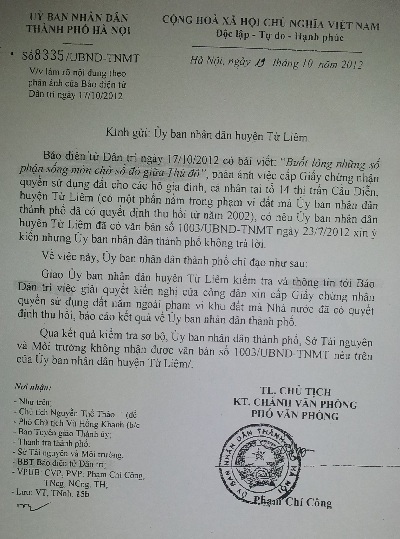 UỶ BAN NHÂN DÂN
THÀNH PHỐ HÀ NỘI
CỘNG HOÀ XÃ HỘI CHỦ NGHĨA VIỆT NAM
Độc lập - Tự do - Hạnh phúc
Số 8335/UBND-TNMT
V/v làm rõ nội dung theo
phản ánh của Báo điện tử
Dân trí ngày 17/10/2012
Hà Nội, ngày 19 tháng 10 năm 2012
Kính gửi: Ủy ban nhân dân huyện Từ Liêm.
Báo điện tử Dân trí ngày 17/10/2012 có bài viết: "Buốt lòng những số
phận sống mòn chờ sổ đỏ giữa Thủ đô", phản ánh việc cấp Giấy chứng nhận
quyền sử dụng đất cho các hộ gia đình, cá nhân tại tổ 14 thị trấn Cầu Diễn,
huyện Từ Liêm (có một phần nằm trong phạm vi đất mà Ủy ban nhân dân
thành phố đã có quyết định thu hồi từ năm 2002), có nêu Ủy ban nhân dân
huyện Từ Liêm đã có văn bản số 1003/UBND-TNMT ngày 23/7/2012 xin ý
kiến nhưng Ủy ban nhân dân thành phố không trả lời.
Về việc này, Ủy ban nhân dân thành phố chỉ đạo như sau:
Giao Ủy ban nhân dân huyện Từ Liêm kiểm tra và thông tin tới Báo
Dân trí việc giải quyết kiến nghị của công dân xin cấp Giấy chứng nhận
quyền sử dụng đất nằm ngoài phạm vi khu đất mà Nhà nước đã có quyết
định thu hồi, báo cáo kết quả về Ủy ban nhân dân thành phố.
Qua kết quả kiểm tra sơ bộ, Ủy ban nhân dân thành phố, Sở Tài nguyên
và Môi trường không nhận được văn bản số 1003/UBND-TNMT nêu trên
của Ủy ban nhân dân huyện Từ Liêm/.
Nơi nhận:
- Như trên;
- Chủ tịch Nguyễn Thế Thảo (để
- Phó Chủ tịch Vũ Hồng Khanh (b/c
- Ban Tuyên giáo Thành ủy;
- Thanh tra thành phố;
- Sở Tài nguyên và Môi trường;
- BBT Báo điện tử Dân trí;
- VPUB: CVP, PVP: Phạm Chí Công,
TNcg, NCng, TH;
- Lưu: VT, TNnh, 25b
TL. CHỦ TỊCH
KT. CHÁNH VĂN PHÒNG
PHÓ VĂN PHÒNG
Phạm Chí Công